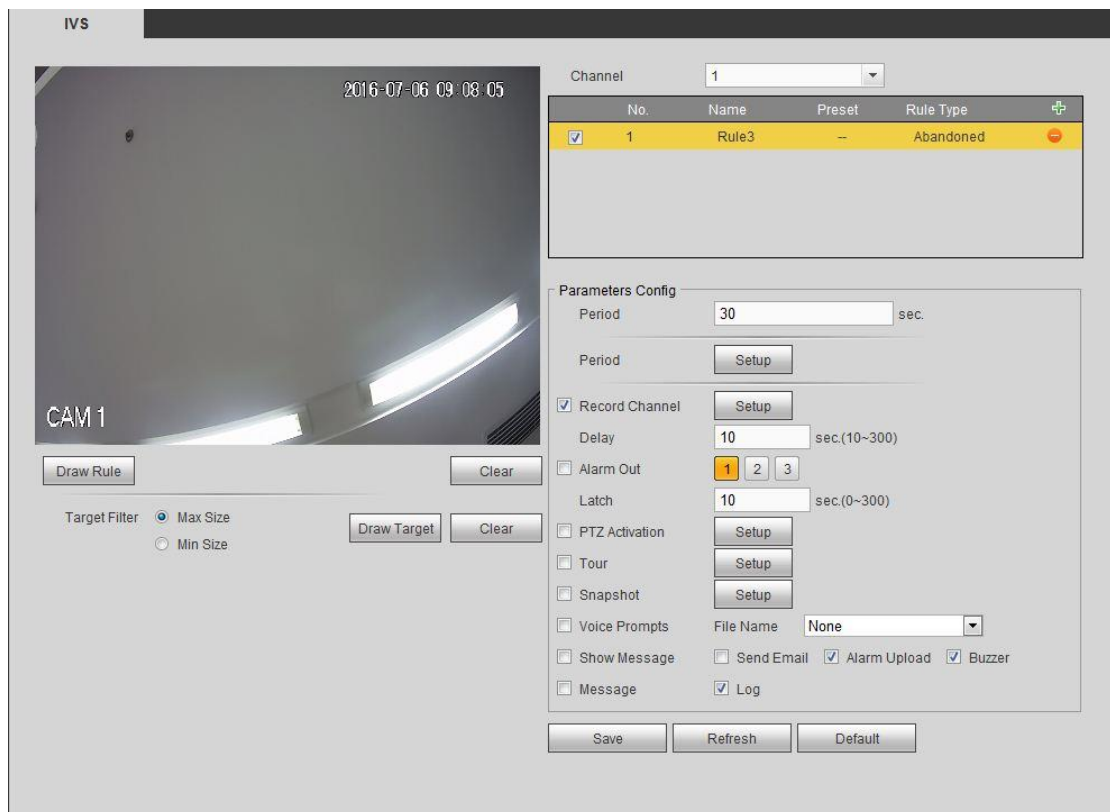 IVS
2016-07-06 09:08:05
CAM 1
Draw Rule
Clear
Target Filter
Max Size
Min Size
Draw Target
Clear
Channel 1
No. Name Preset Rule Type
1 Rule3 -- Abandoned
Parameters Config
Period 30 sec.
Period Setup
Record Channel Setup
Delay 10 sec.(10~300)
Alarm Out 1 2 3
Latch 10 sec.(0~300)
PTZ Activation Setup
Tour Setup
Snapshot Setup
Voice Prompts File Name None
Show Message Send Email Alarm Upload Buzzer
Message Log
Save Refresh Default